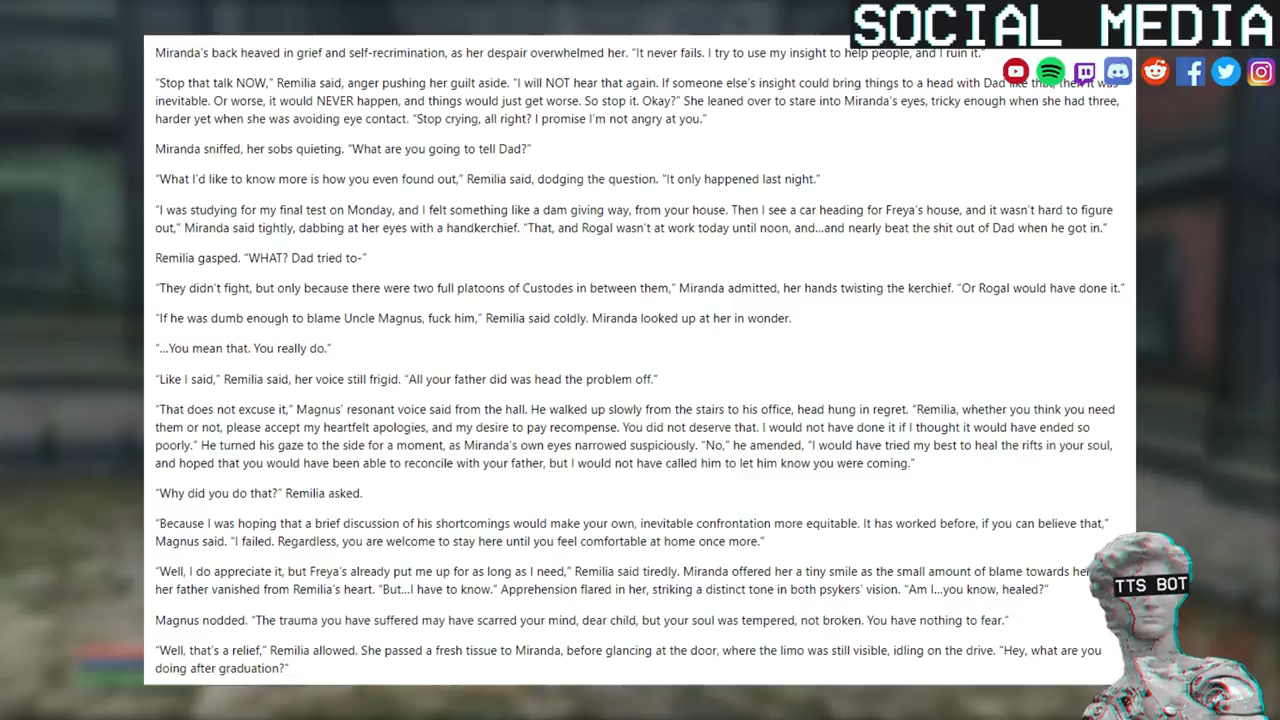 SOCIAL MEDIA
Miranda's back heaved in grief and self-recrimination, as her despair overwhelmed her. "It never fails. I try to use my insight to help people, and I ruin it."
"Stop that talk NOW," Remilia said, anger pushing her guilt aside. "I will NOT hear that again. If someone else's insight could bring things to a head with Dad like that, then it was
inevitable. Or worse, it would NEVER happen, and things would just get worse. So stop it. Okay?" She leaned over to stare into Miranda's eyes, tricky enough when she had three,
harder yet when she was avoiding eye contact. "Stop crying, all right? I promise I'm not angry at you."
Miranda sniffed, her sobs quieting. "What are you going to tell Dad?"
"What I'd like to know more is how you even found out," Remilia said, dodging the question. "It only happened last night."
"I was studying for my final test on Monday, and I felt something like a dam giving way, from your house. Then I see a car heading for Freya's house, and it wasn't hard to figure
out," Miranda said tightly, dabbing at her eyes with a handkerchief. "That, and Rogal wasn't at work today until noon, and...and nearly beat the shit out of Dad when he got in."
Remilia gasped. "WHAT? Dad tried to-"
"They didn't fight, but only because there were two full platoons of Custodes in between them," Miranda admitted, her hands twisting the kerchief. "Or Rogal would have done it."
"If he was dumb enough to blame Uncle Magnus, fuck him," Remilia said coldly. Miranda looked up at her in wonder.
"...You mean that. You really do."
"Like I said," Remilia said, her voice still frigid. "All your father did was head the problem off."
"That does not excuse it," Magnus' resonant voice said from the hall. He walked up slowly from the stairs to his office, head hung in regret. "Remilia, whether you think you need
them or not, please accept my heartfelt apologies, and my desire to pay recompense. You did not deserve that. I would not have done it if I thought it would have ended so
poorly." He turned his gaze to the side for a moment, as Miranda's own eyes narrowed suspiciously. "No," he amended, "I would have tried my best to heal the rifts in your soul,
and hoped that you would have been able to reconcile with your father, but I would not have called him to let him know you were coming."
"Why did you do that?" Remilia asked.
"Because I was hoping that a brief discussion of his shortcomings would make your own, inevitable confrontation more equitable. It has worked before, if you can believe that,"
Magnus said. "I failed. Regardless, you are welcome to stay here until you feel comfortable at home once more."
"Well, I do appreciate it, but Freya's already put me up for as long as I need," Remilia said tiredly. Miranda offered her a tiny smile as the small amount of blame towards her
her father vanished from Remilia's heart. "But...I have to know." Apprehension flared in her, striking a distinct tone in both psykers' vision. "Am I...you know, healed?"
Magnus nodded. "The trauma you have suffered may have scarred your mind, dear child, but your soul was tempered, not broken. You have nothing to fear."
"Well, that's a relief," Remilia allowed. She passed a fresh tissue to Miranda, before glancing at the door, where the limo was still visible, idling on the drive. "Hey, what are you
doing after graduation?"
TTS BOT